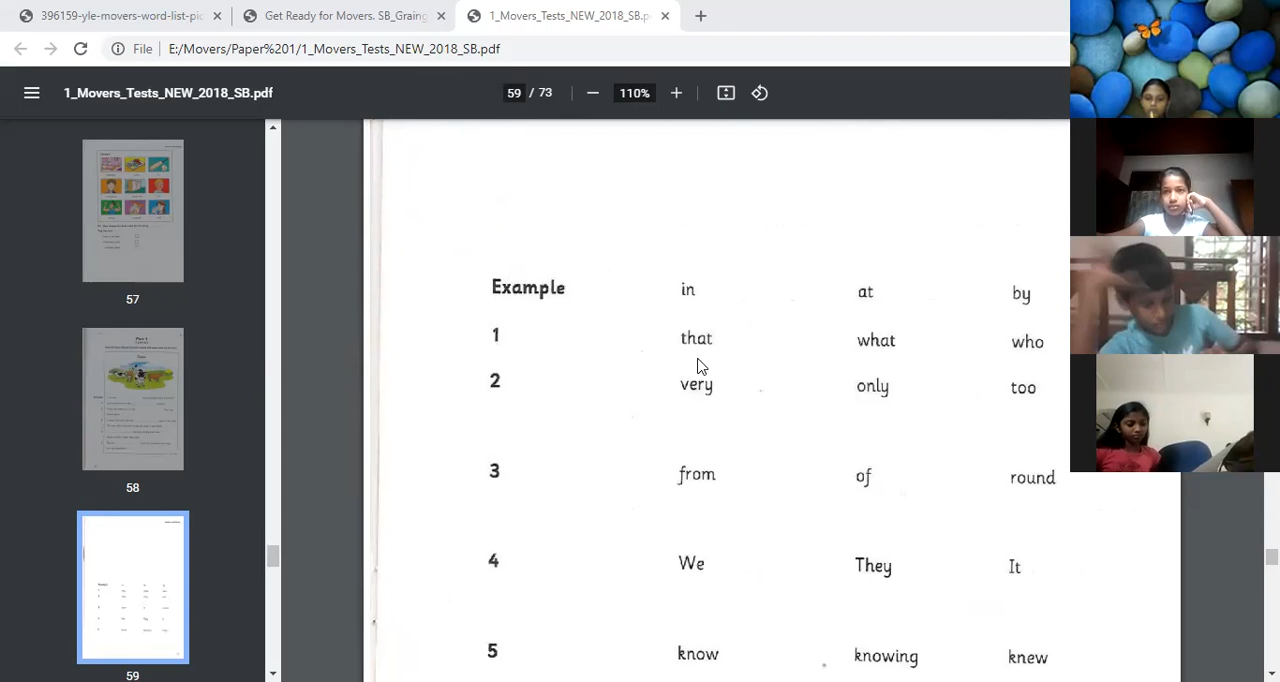 396159-yle-movers-word-list-pic
Get Ready for Movers. SB_Graing
1_Movers_Tests_NEW_2018_SB.p
File E:/Movers/Paper%201/1_Movers_Tests_NEW_2018_SB.pdf
1_Movers_Tests_NEW_2018_SB.pdf
59 / 73
110%
57
58
59
Example in at by
1 that what who
2 very only too
3 from of round
4 We They It
5 know knowing knew